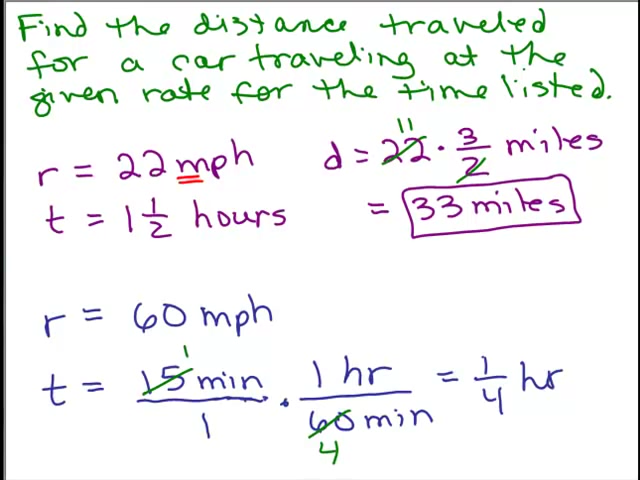 Find the distance traveled
for a car traveling at the
given rate for the time listed.
r = 22 mph
t = 1 1/2 hours
11
d = 22 · 3/2 miles
= 33 miles
r = 60 mph
1
t = 15 min/1 · 1 hr/60 min = 1/4 hr
4